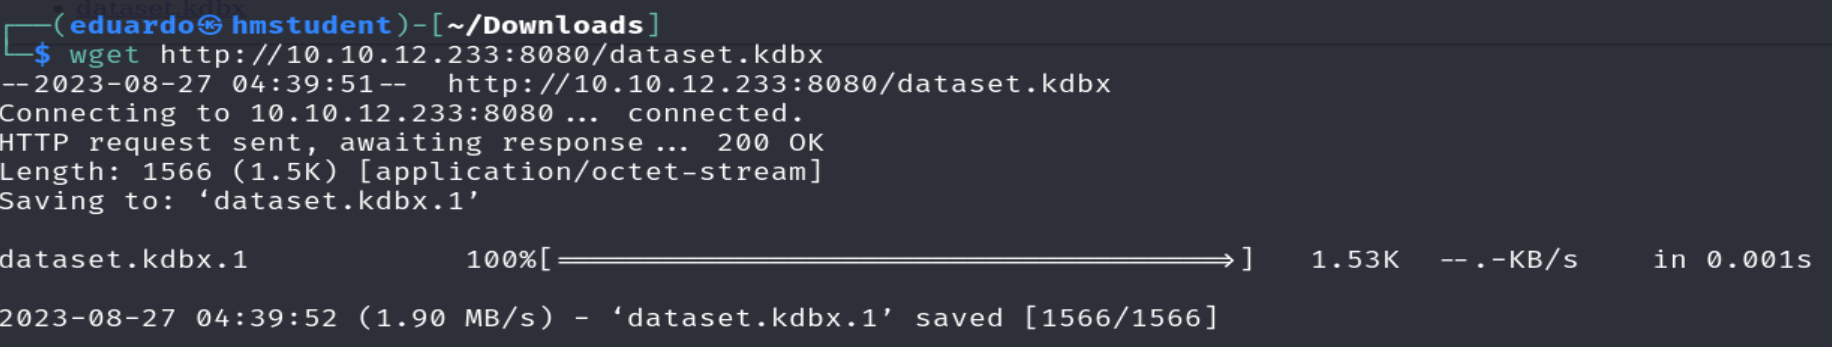 dataset.kdbx
┌──(eduardo㉿hmstudent)-[~/Downloads]
└─$ wget http://10.10.12.233:8080/dataset.kdbx
--2023-08-27 04:39:51--  http://10.10.12.233:8080/dataset.kdbx
Connecting to 10.10.12.233:8080... connected.
HTTP request sent, awaiting response... 200 OK
Length: 1566 (1.5K) [application/octet-stream]
Saving to: ‘dataset.kdbx.1’
dataset.kdbx.1 100%[===================>] 1.53K --.-KB/s in 0.001s
2023-08-27 04:39:52 (1.90 MB/s) - ‘dataset.kdbx.1’ saved [1566/1566]